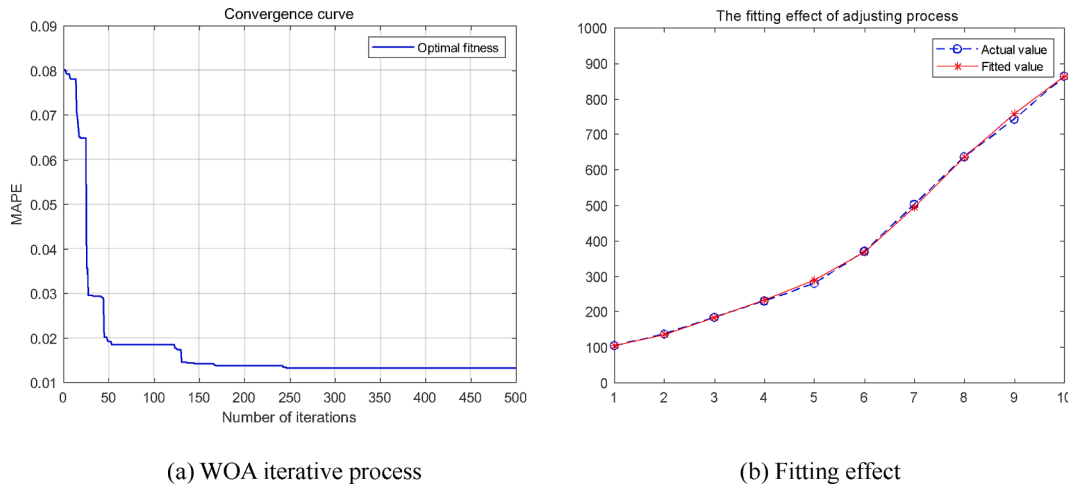 Convergence curve
Optimal fitness
0.09
0.08
0.07
0.06
0.05
0.04
0.03
0.02
0.01
MAPE
0 50 100 150 200 250 300 350 400 450 500
Number of iterations
(a) WOA iterative process
The fitting effect of adjusting process
Actual value
Fitted value
1000
900
800
700
600
500
400
300
200
100
0
1 2 3 4 5 6 7 8 9 10
(b) Fitting effect